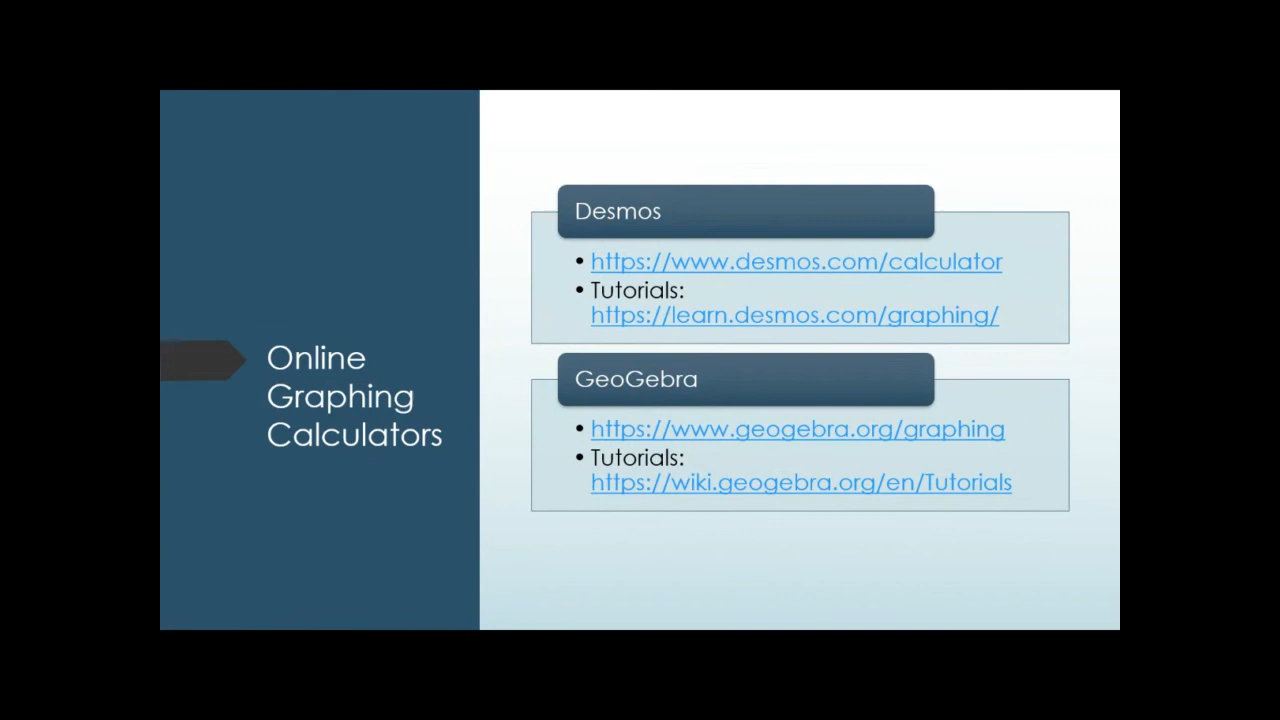 Online
Graphing
Calculators
Desmos
• https://www.desmos.com/calculator
• Tutorials:
https://learn.desmos.com/graphing/
GeoGebra
• https://www.geogebra.org/graphing
• Tutorials:
https://wiki.geogebra.org/en/Tutorials